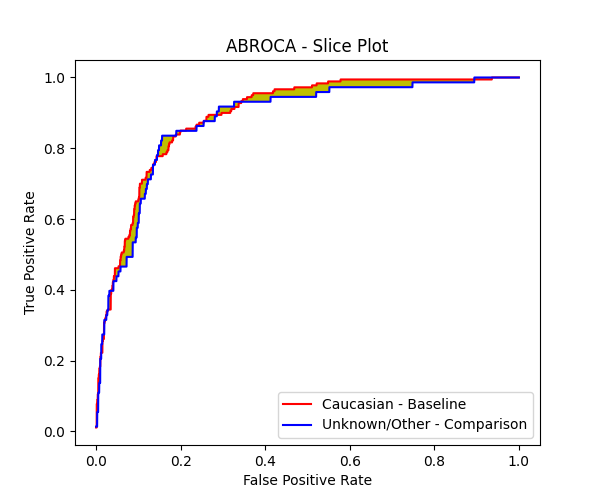 ABROCA - Slice Plot
True Positive Rate
1.0
0.8
0.6
0.4
0.2
0.0
Caucasian - Baseline
Unknown/Other - Comparison
0.0 0.2 0.4 0.6 0.8 1.0
False Positive Rate